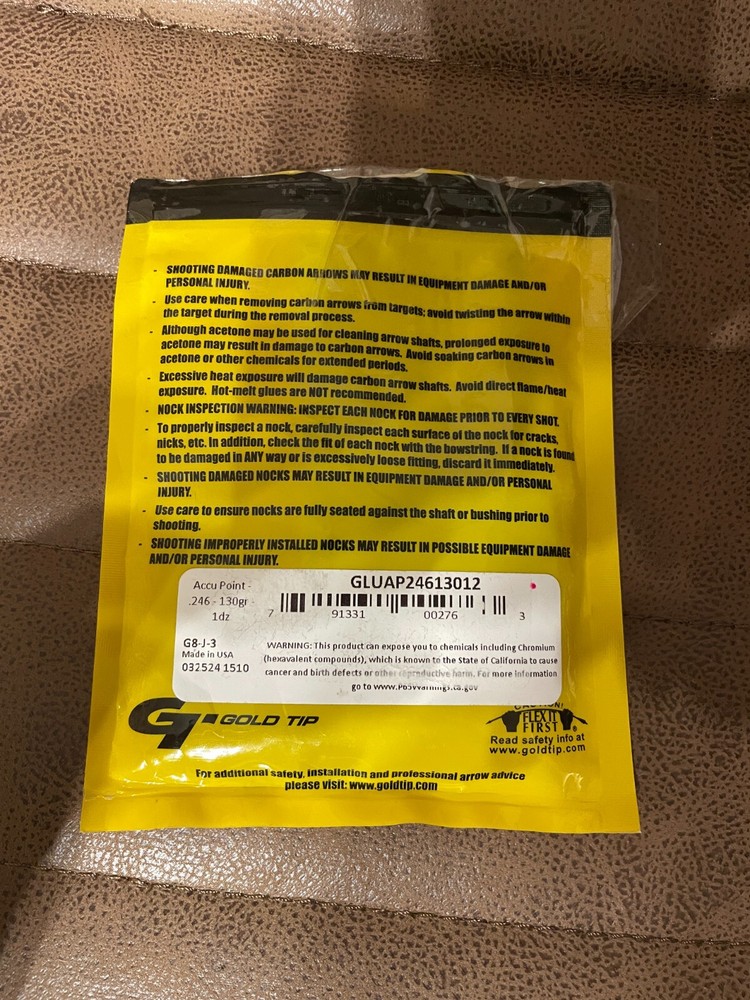 - SHOOTING DAMAGED CARBON ARROWS MAY RESULT IN EQUIPMENT DAMAGE AND/OR
PERSONAL INJURY.
- Use care when removing carbon arrows from targets; avoid twisting the arrow within
the target during the removal process.
- Although acetone may be used for cleaning arrow shafts, prolonged exposure to
acetone may result in damage to carbon arrows. Avoid soaking carbon arrows in
acetone or other chemicals for extended periods.
- Excessive heat exposure will damage carbon arrow shafts. Avoid direct flame/heat
exposure. Hot-melt glues are NOT recommended.
- NOCK INSPECTION WARNING: INSPECT EACH NOCK FOR DAMAGE PRIOR TO EVERY SHOT.
- To properly inspect a nock, carefully inspect each surface of the nock for cracks,
nicks, etc. In addition, check the fit of each nock with the bowstring. If a nock is found
to be damaged in ANY way or is excessively loose fitting, discard it immediately.
- SHOOTING DAMAGED NOCKS MAY RESULT IN EQUIPMENT DAMAGE AND/OR PERSONAL
INJURY.
- Use care to ensure nocks are fully seated against the shaft or bushing prior to
shooting.
- SHOOTING IMPROPERLY INSTALLED NOCKS MAY RESULT IN POSSIBLE EQUIPMENT DAMAGE
AND/OR PERSONAL INJURY.
Accu Point -
.246 - 130gr -
1dz
GLUAP24613012
7 91331 00276 3
G8-J-3
Made in USA
032524 1510
WARNING: This product can expose you to chemicals including Chromium
(hexavalent compounds), which is known to the State of California to cause
cancer and birth defects or other reproductive harm. For more information
go to www.P65Warnings.ca.gov
GT GOLD TIP
CAUTION!
FLEX IT
FIRST®
Read safety info at
www.goldtip.com
For additional safety, installation and professional arrow advice
please visit: www.goldtip.com